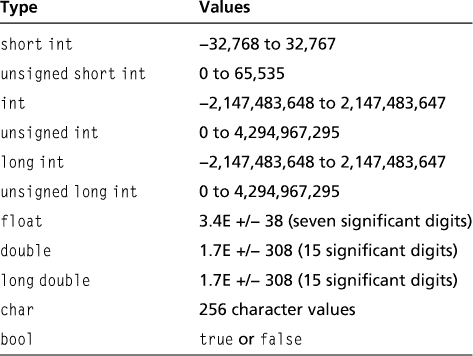 Type Values
short int –32,768 to 32,767
unsigned short int 0 to 65,535
int –2,147,483,648 to 2,147,483,647
unsigned int 0 to 4,294,967,295
long int –2,147,483,648 to 2,147,483,647
unsigned long int 0 to 4,294,967,295
float 3.4E +/– 38 (seven significant digits)
double 1.7E +/– 308 (15 significant digits)
long double 1.7E +/– 308 (15 significant digits)
char 256 character values
bool true or false